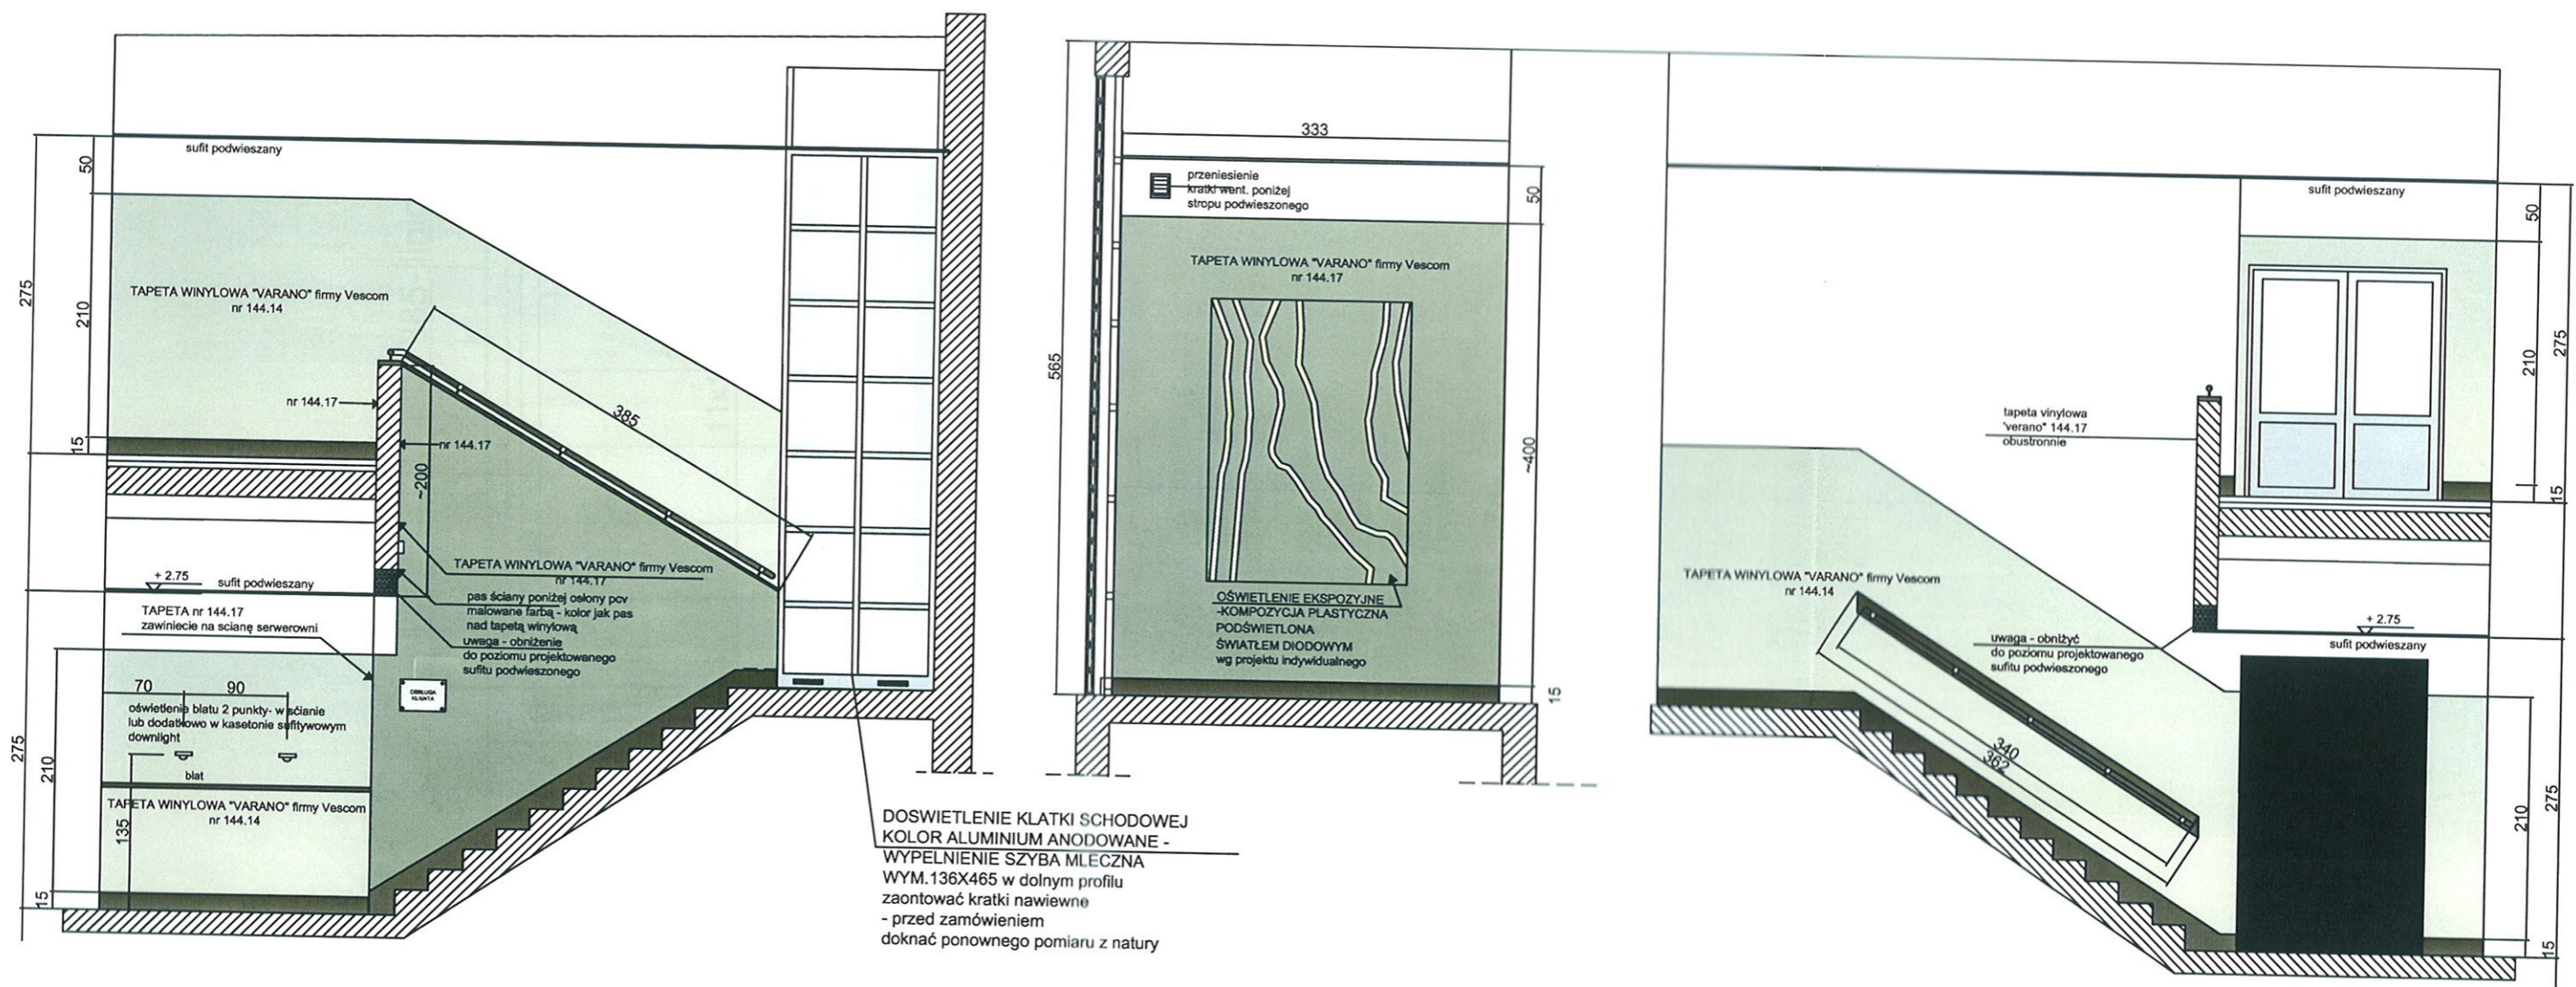 sufit podwieszany
50
275
210
15
TAPETA WINYLOWA "VARANO" firmy Vescom
nr 144.14
nr 144.17
nr 144.17
385
~200
TAPETA WINYLOWA "VARANO" firmy Vescom
nr 144.17
pas ściany poniżej osłony pcv
malowane farbą - kolor jak pas
nad tapetą winylową
uwaga - obniżenie
do poziomu projektowanego
sufitu podwieszonego
+ 2.75
sufit podwieszany
TAPETA nr 144.17
zawiniecie na scianę serwerowni
OBSŁUGA
KLIENTA
70
90
oświetlenie blatu 2 punkty- w ścianie
lub dodatkowo w kasetonie sufitywowym
downlight
blat
TAPETA WINYLOWA "VARANO" firmy Vescom
nr 144.14
135
275
210
15
DOSWIETLENIE KLATKI SCHODOWEJ
KOLOR ALUMINIUM ANODOWANE -
WYPELNIENIE SZYBA MLECZNA
WYM.136X465 w dolnym profilu
zaontować kratki nawiewne
- przed zamówieniem
doknać ponownego pomiaru z natury
333
565
przeniesienie
kratki went. poniżej
stropu podwieszonego
50
TAPETA WINYLOWA "VARANO" firmy Vescom
nr 144.17
~400
OŚWIETLENIE EKSPOZYJNE
-KOMPOZYCJA PLASTYCZNA
PODŚWIETLONA
ŚWIATŁEM DIODOWYM
wg projektu indywidualnego
15
sufit podwieszany
50
210
275
15
tapeta vinylowa
'verano" 144.17
obustronnie
TAPETA WINYLOWA "VARANO" firmy Vescom
nr 144.14
uwaga - obniżyć
do poziomu projektowanego
sufitu podwieszonego
+ 2.75
sufit podwieszany
340
362
210
275
15